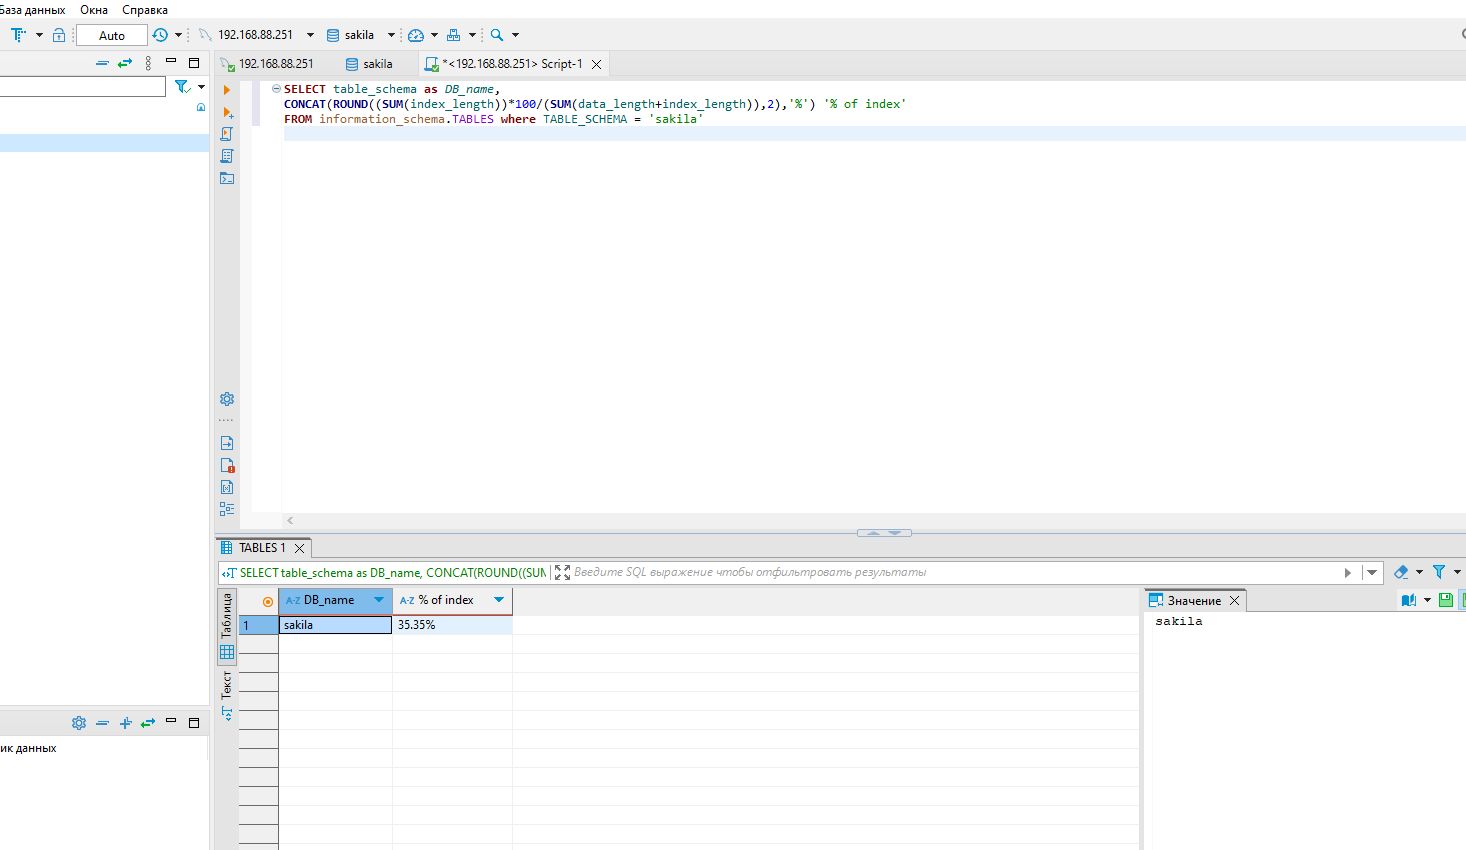 База данных Окна Справка
Auto 192.168.88.251 sakila
192.168.88.251 sakila *<192.168.88.251> Script-1
SELECT table_schema as DB_name,
CONCAT(ROUND((SUM(index_length))*100/(SUM(data_length+index_length)),2),'%') '% of index'
FROM information_schema.TABLES where TABLE_SCHEMA = 'sakila'
TABLES 1
SELECT table_schema as DB_name, CONCAT(ROUND((SUM Введите SQL выражение чтобы отфильтровать результаты
Таблица
Текст
A-Z DB_name A-Z % of index
1 sakila 35.35%
Значение
sakila
ик данных